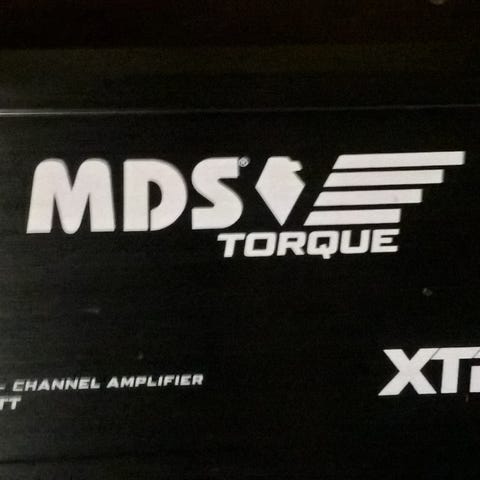 MDS®
TORQUE
CHANNEL AMPLIFIER
XT